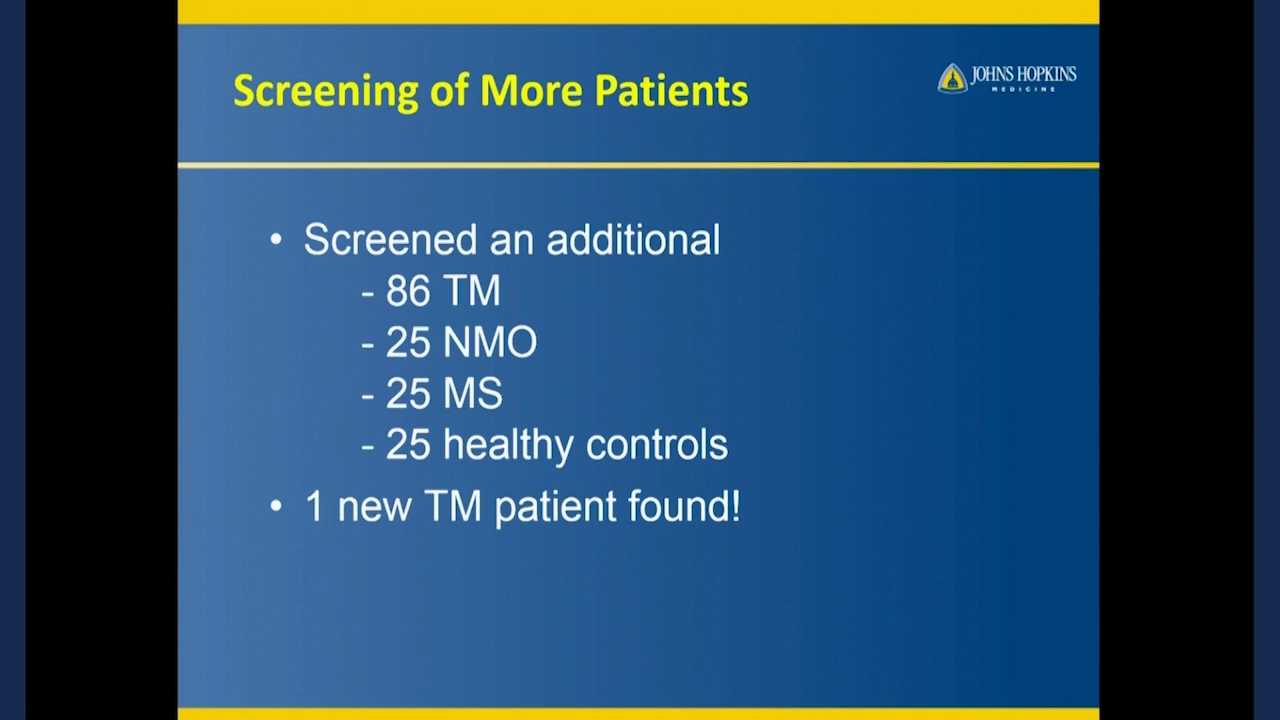 Screening of More Patients
JOHNS HOPKINS
MEDICINE
• Screened an additional
- 86 TM
- 25 NMO
- 25 MS
- 25 healthy controls
• 1 new TM patient found!